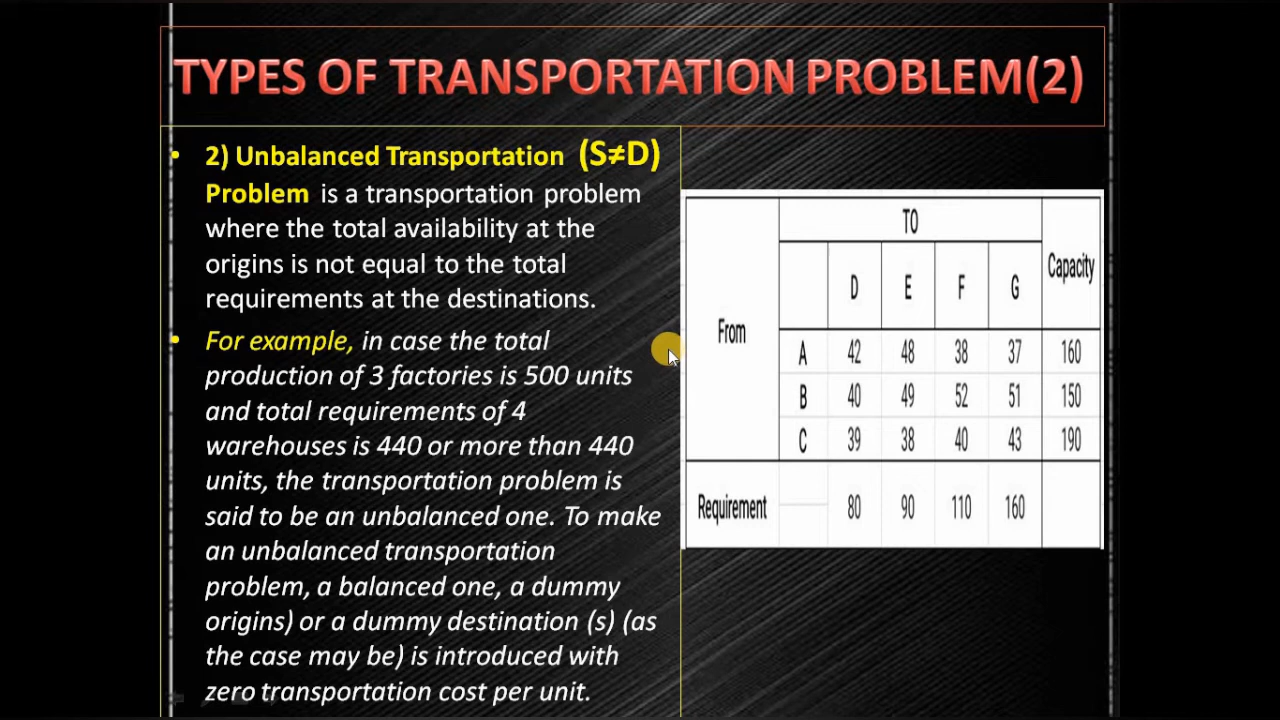 TYPES OF TRANSPORTATION PROBLEM(2)
• 2) Unbalanced Transportation (S≠D)
Problem is a transportation problem
where the total availability at the
origins is not equal to the total
requirements at the destinations.
• For example, in case the total
production of 3 factories is 500 units
and total requirements of 4
warehouses is 440 or more than 440
units, the transportation problem is
said to be an unbalanced one. To make
an unbalanced transportation
problem, a balanced one, a dummy
origins) or a dummy destination (s) (as
the case may be) is introduced with
zero transportation cost per unit.
TO
Capacity
D E F G
From
A 42 48 38 37 160
B 40 49 52 51 150
C 39 38 40 43 190
Requirement 80 90 110 160